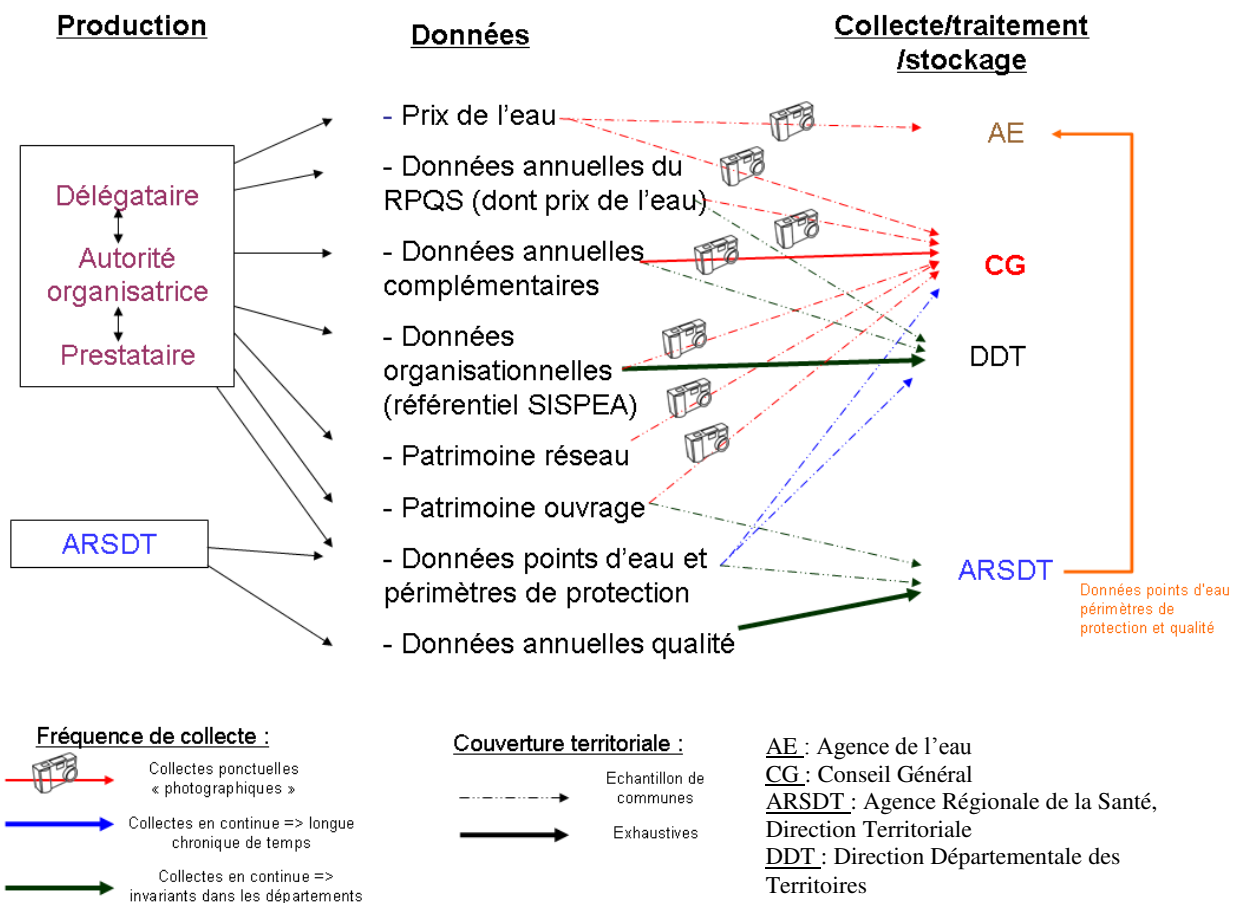 Production
Données
Collecte/traitement
/stockage
Délégataire
Autorité
organisatrice
Prestataire
ARSDT
- Prix de l'eau
- Données annuelles du
RPQS (dont prix de l'eau)
- Données annuelles
complémentaires
- Données
organisationnelles
(référentiel SISPEA)
- Patrimoine réseau
- Patrimoine ouvrage
- Données points d'eau et
périmètres de protection
- Données annuelles qualité
AE
CG
DDT
ARSDT
Données points d'eau
périmètres de
protection et qualité
Fréquence de collecte :
Collectes ponctuelles
« photographiques »
Collectes en continue => longue
chronique de temps
Collectes en continue =>
invariants dans les départements
Couverture territoriale :
Echantillon de
communes
Exhaustives
AE : Agence de l'eau
CG : Conseil Général
ARSDT : Agence Régionale de la Santé,
Direction Territoriale
DDT : Direction Départementale des
Territoires